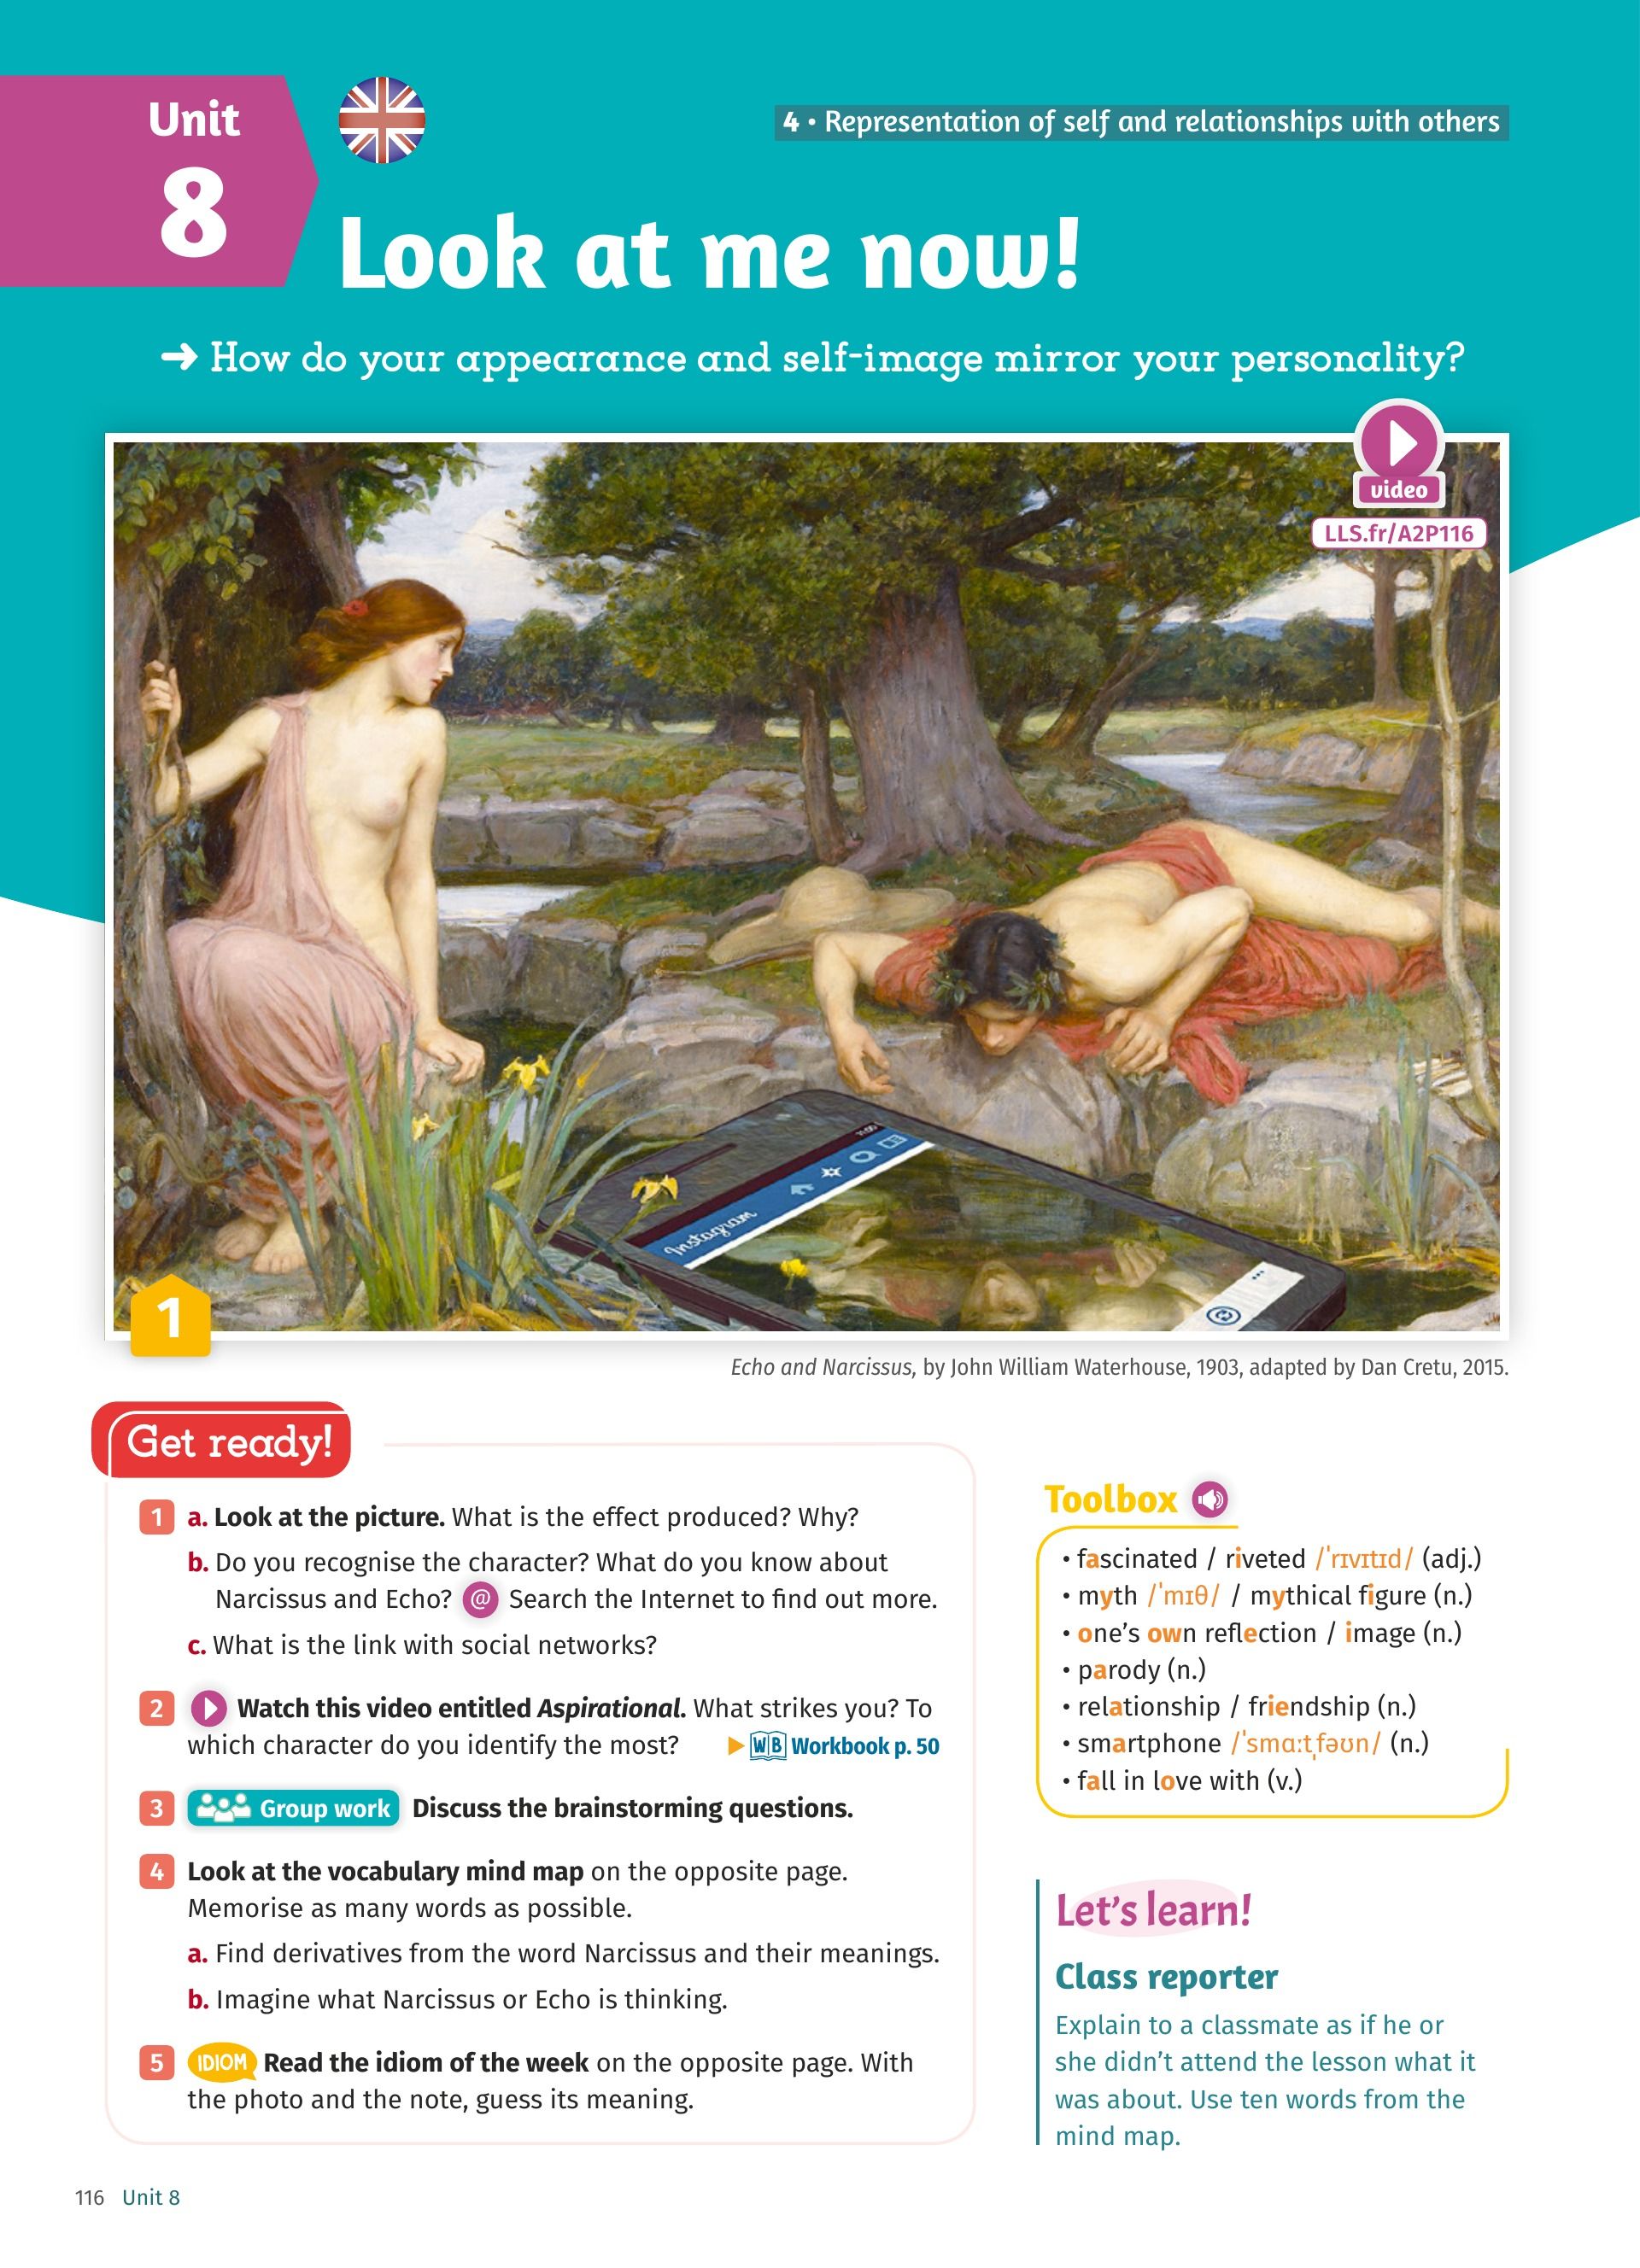 Unit
8
4 • Representation of self and relationships with others
Look at me now!
➜ How do your appearance and self-image mirror your personality?
video
LLS.fr/A2P116
11:00
Instagram
1
Echo and Narcissus, by John William Waterhouse, 1903, adapted by Dan Cretu, 2015.
Get ready!
1 a. Look at the picture. What is the effect produced? Why?
b. Do you recognise the character? What do you know about
Narcissus and Echo? @ Search the Internet to find out more.
c. What is the link with social networks?
2 Watch this video entitled Aspirational. What strikes you? To
which character do you identify the most? ▶ WB Workbook p. 50
3 Group work Discuss the brainstorming questions.
4 Look at the vocabulary mind map on the opposite page.
Memorise as many words as possible.
a. Find derivatives from the word Narcissus and their meanings.
b. Imagine what Narcissus or Echo is thinking.
5 IDIOM Read the idiom of the week on the opposite page. With
the photo and the note, guess its meaning.
Toolbox
• fascinated / riveted /ˈrɪvɪtɪd/ (adj.)
• myth /ˈmɪθ/ / mythical figure (n.)
• one's own reflection / image (n.)
• parody (n.)
• relationship / friendship (n.)
• smartphone /ˈsmɑːtˌfəʊn/ (n.)
• fall in love with (v.)
Let's learn!
Class reporter
Explain to a classmate as if he or
she didn't attend the lesson what it
was about. Use ten words from the
mind map.
116 Unit 8